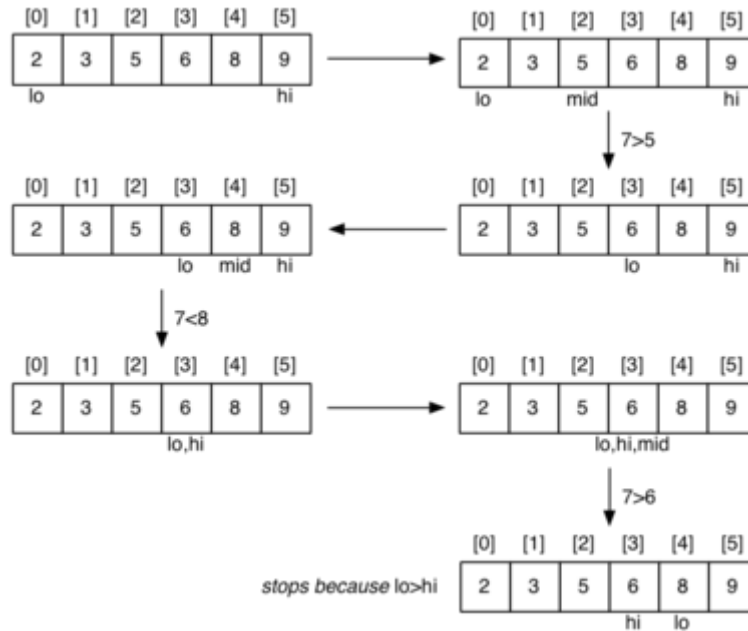 [0] [1] [2] [3] [4] [5]
2 3 5 6 8 9
lo hi
[0] [1] [2] [3] [4] [5]
2 3 5 6 8 9
lo mid hi
7>5
[0] [1] [2] [3] [4] [5]
2 3 5 6 8 9
lo mid hi
[0] [1] [2] [3] [4] [5]
2 3 5 6 8 9
lo hi
7<8
[0] [1] [2] [3] [4] [5]
2 3 5 6 8 9
lo,hi
[0] [1] [2] [3] [4] [5]
2 3 5 6 8 9
lo,hi,mid
7>6
stops because lo>hi
[0] [1] [2] [3] [4] [5]
2 3 5 6 8 9
hi lo